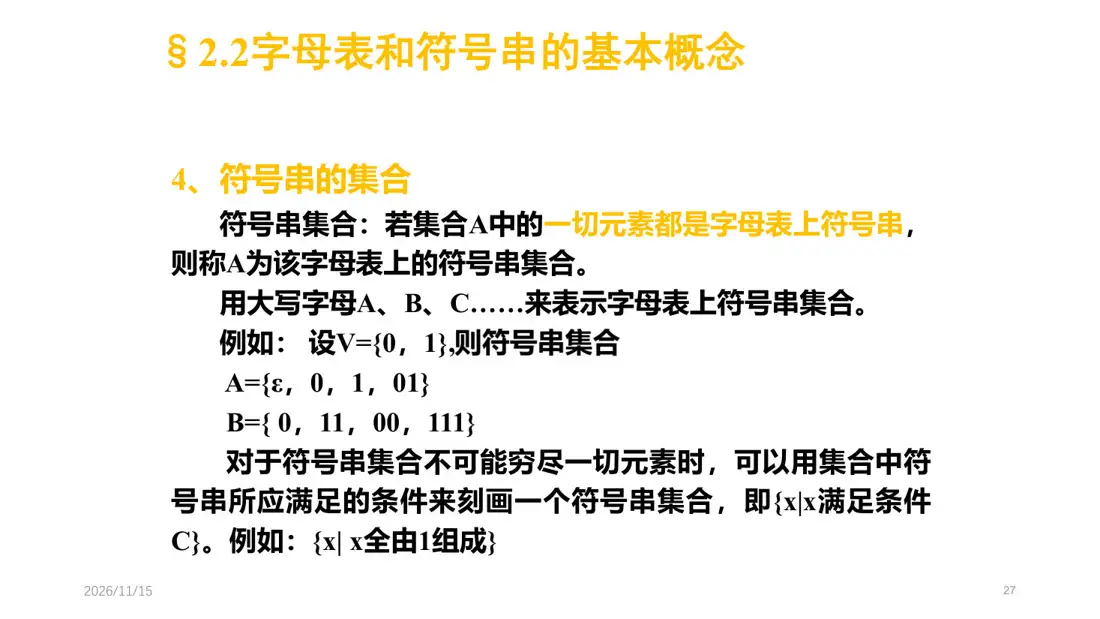 §2.2字母表和符号串的基本概念
4、符号串的集合
符号串集合：若集合A中的一切元素都是字母表上符号串，
则称A为该字母表上的符号串集合。
用大写字母A、B、C……来表示字母表上符号串集合。
例如： 设V={0，1},则符号串集合
A={ε，0，1，01}
B={ 0，11，00，111}
对于符号串集合不可能穷尽一切元素时，可以用集合中符
号串所应满足的条件来刻画一个符号串集合，即{x|x满足条件
C}。例如：{x| x全由1组成}
2026/11/15
27